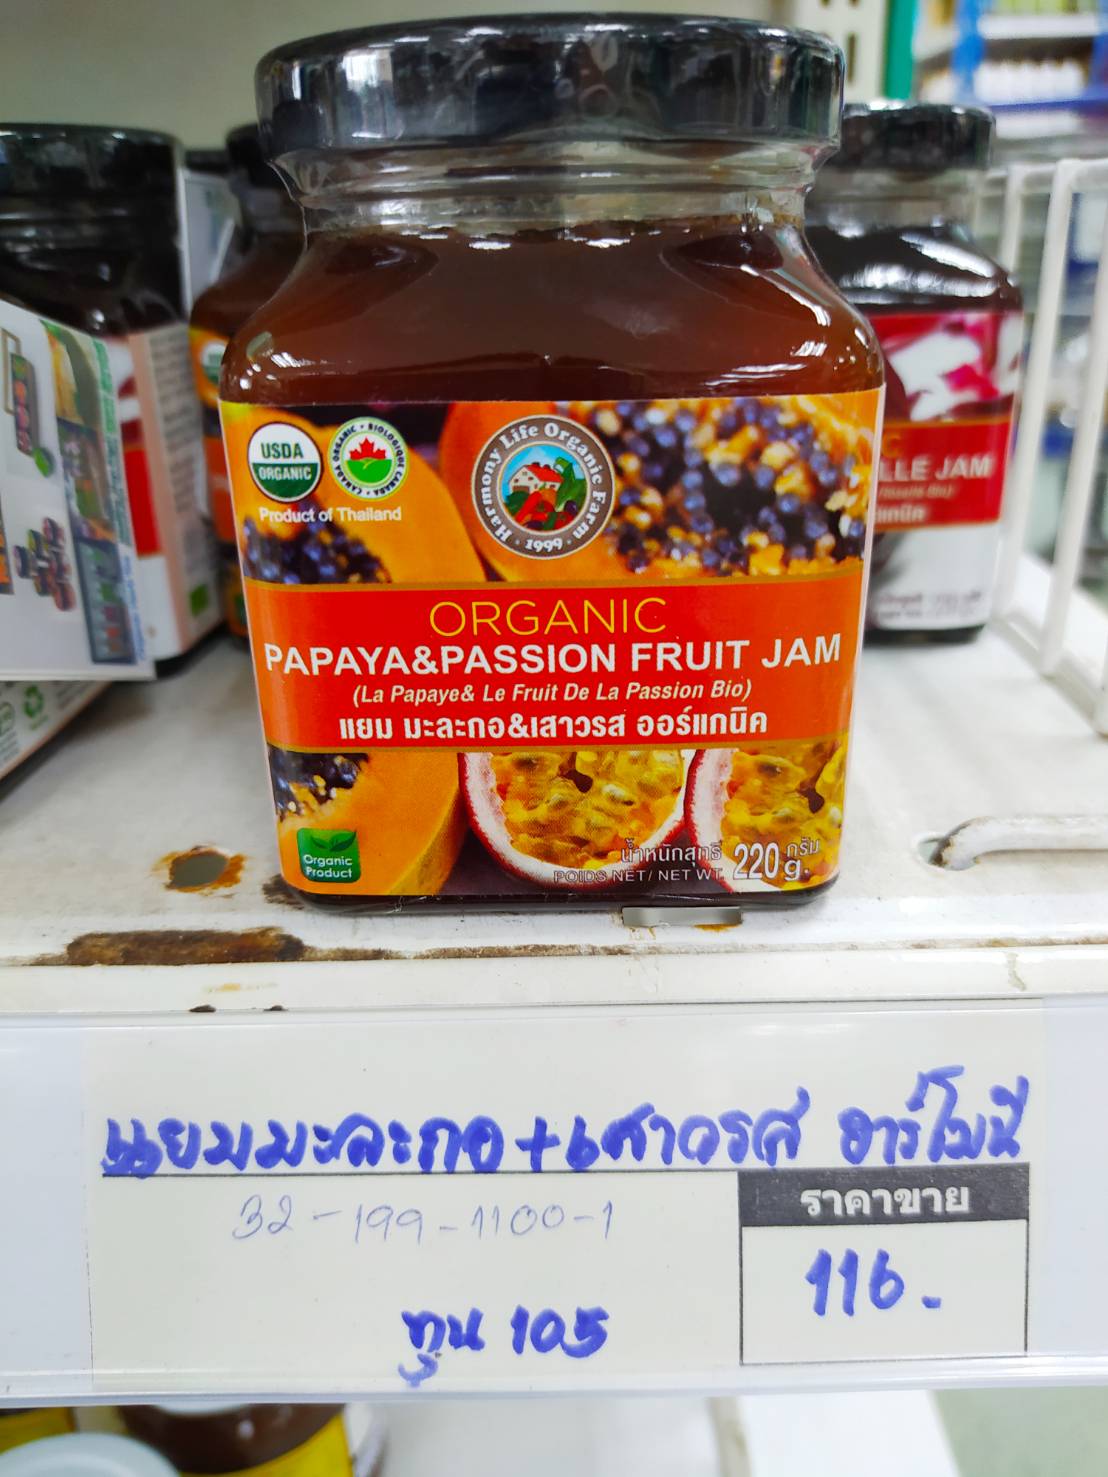 USDA
ORGANIC
CANADA ORGANIC • BIOLOGIQUE CANADA
Product of Thailand
Harmony Life Organic Farm
• 1999 •
ORGANIC
PAPAYA&PASSION FRUIT JAM
(La Papaye& Le Fruit De La Passion Bio)
แยม มะละกอ&เสาวรส ออร์แกนิค
Organic
Product
น้ำหนักสุทธิ 220 กรัม
POIDS NET/ NET WT. g.
LLE JAM
แยมมะละกอ+เสาวรส ฮาร์โมนี
32-199-1100-1
ราคาขาย
116.-
ทุน 105